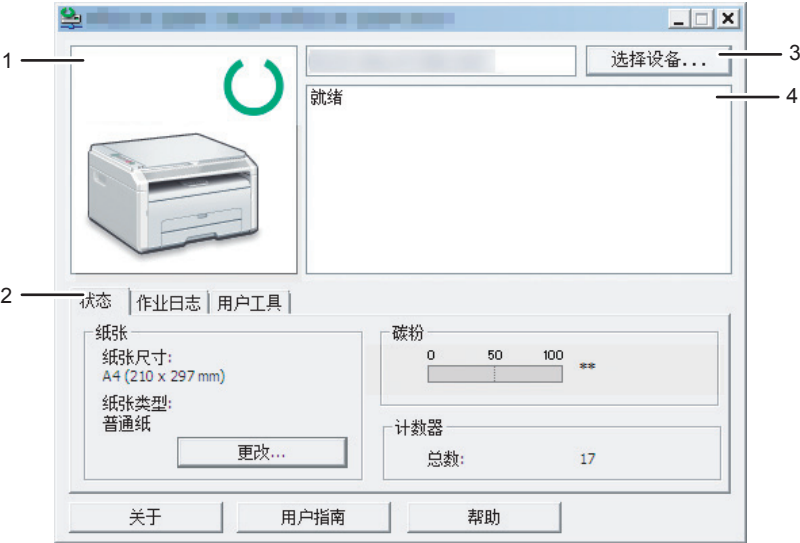 1
选择设备...
3
就绪
4
2
状态
作业日志
用户工具
纸张
纸张尺寸:
A4 (210 x 297 mm)
纸张类型:
普通纸
更改...
碳粉
0 50 100
**
计数器
总数: 17
关于
用户指南
帮助